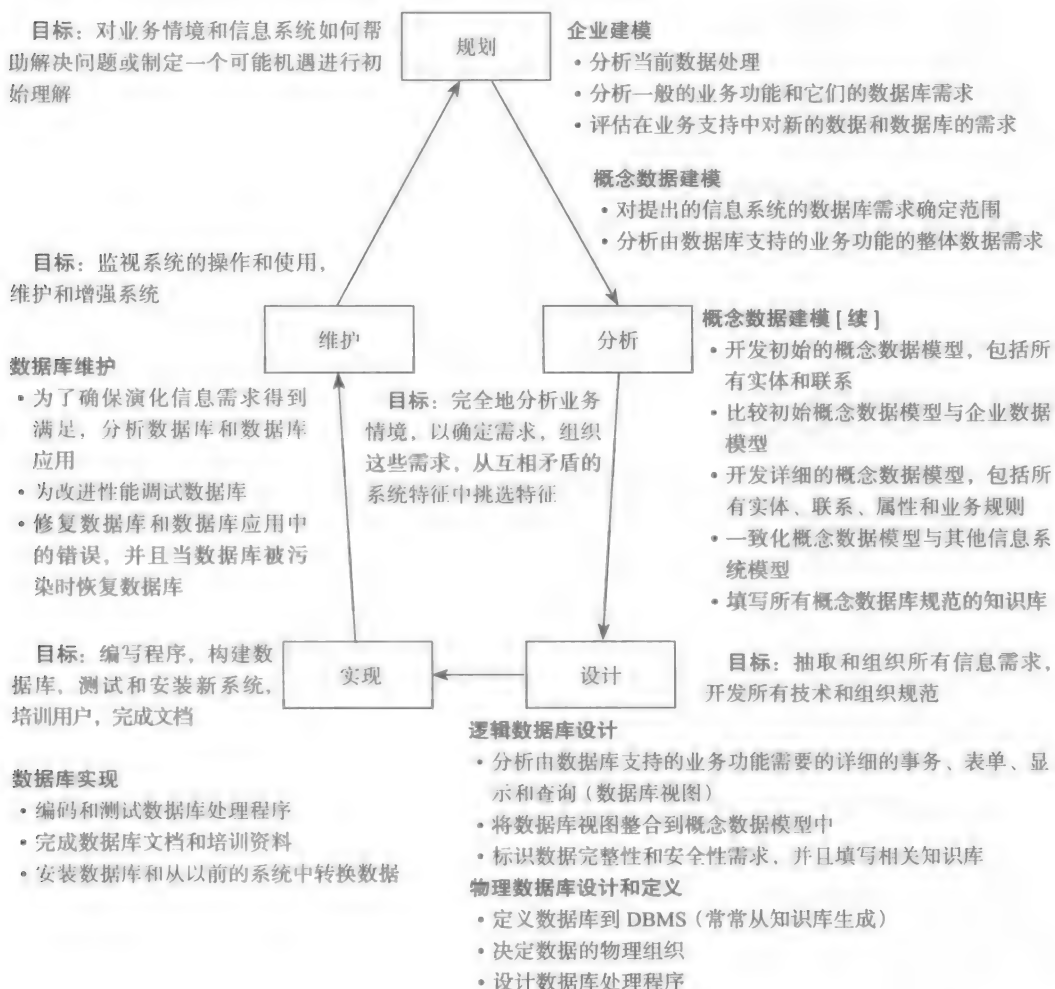 目标：对业务情境和信息系统如何帮
助解决问题或制定一个可能机遇进行初
始理解
规划
企业建模
• 分析当前数据处理
• 分析一般的业务功能和它们的数据库需求
• 评估在业务支持中对新的数据和数据库的需求
概念数据建模
• 对提出的信息系统的数据库需求确定范围
• 分析由数据库支持的业务功能的整体数据需求
目标：监视系统的操作和使用，
维护和增强系统
维护
分析
概念数据建模 [ 续 ]
• 开发初始的概念数据模型，包括所
有实体和联系
• 比较初始概念数据模型与企业数据
模型
• 开发详细的概念数据模型，包括所
有实体、联系、属性和业务规则
• 一致化概念数据模型与其他信息系
统模型
• 填写所有概念数据库规范的知识库
数据库维护
• 为了确保演化信息需求得到
满足，分析数据库和数据库
应用
• 为改进性能调试数据库
• 修复数据库和数据库应用中
的错误，并且当数据库被污
染时恢复数据库
目标：完全地分析业务
情境，以确定需求，组织
这些需求，从互相矛盾的
系统特征中挑选特征
目标：编写程序，构建数
据库，测试和安装新系统，
培训用户，完成文档
实现
设计
目标：抽取和组织所有信息需求，
开发所有技术和组织规范
数据库实现
• 编码和测试数据库处理程序
• 完成数据库文档和培训资料
• 安装数据库和从以前的系统中转换数据
逻辑数据库设计
• 分析由数据库支持的业务功能需要的详细的事务、表单、显
示和查询（数据库视图）
• 将数据库视图整合到概念数据模型中
• 标识数据完整性和安全性需求，并且填写相关知识库
物理数据库设计和定义
• 定义数据库到 DBMS（常常从知识库生成）
• 决定数据的物理组织
• 设计数据库处理程序